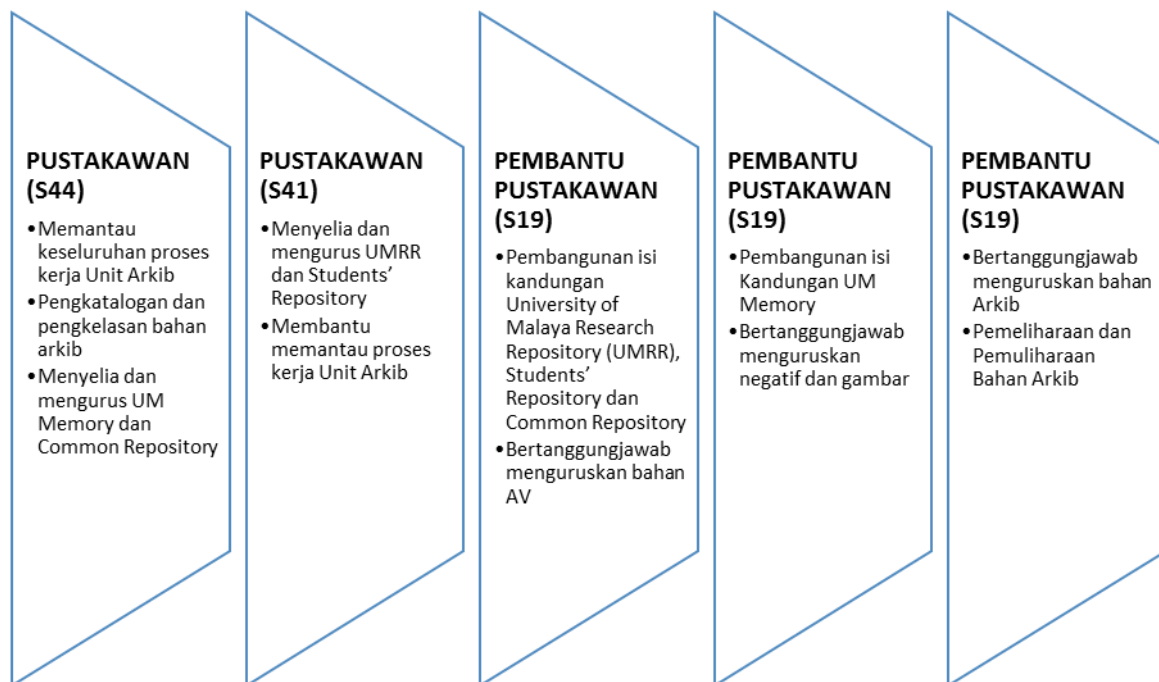 PUSTAKAWAN
(S44)
•Memantau
keseluruhan proses
kerja Unit Arkib
•Pengkatalogan dan
pengkelasan bahan
arkib
•Menyelia dan
mengurus UM
Memory dan
Common Repository
PUSTAKAWAN
(S41)
•Menyelia dan
mengurus UMRR
dan Students’
Repository
•Membantu
memantau proses
kerja Unit Arkib
PEMBANTU
PUSTAKAWAN
(S19)
•Pembangunan isi
kandungan
University of
Malaya Research
Repository (UMRR),
Students’
Repository dan
Common Repository
•Bertanggungjawab
menguruskan bahan
AV
PEMBANTU
PUSTAKAWAN
(S19)
•Pembangunan isi
Kandungan UM
Memory
•Bertanggungjawab
menguruskan
negatif dan gambar
PEMBANTU
PUSTAKAWAN
(S19)
•Bertanggungjawab
menguruskan bahan
Arkib
•Pemeliharaan dan
Pemuliharaan
Bahan Arkib